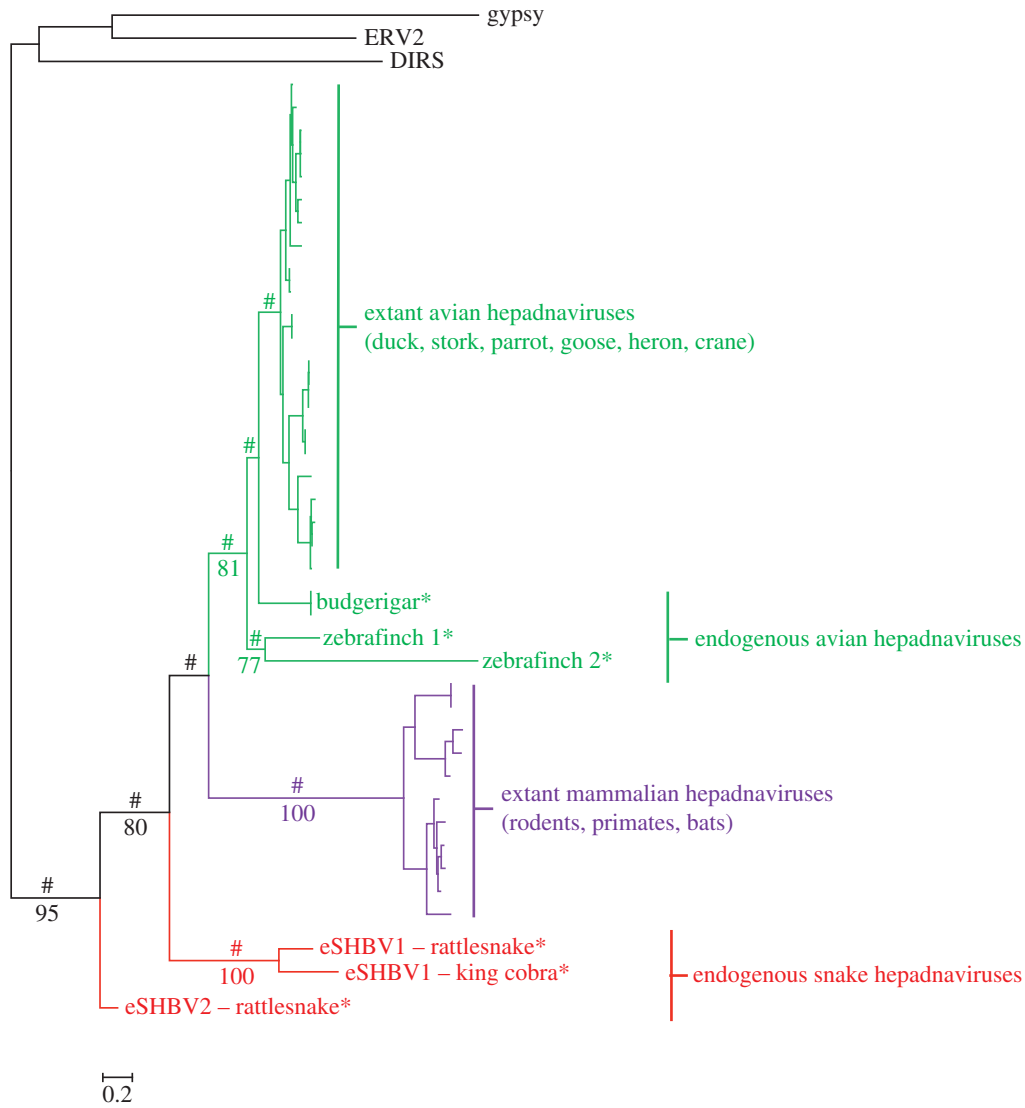 gypsy
ERV2
DIRS
#
extant avian hepadnaviruses
(duck, stork, parrot, goose, heron, crane)
#
#
81
budgerigar*
#
77
zebrafinch 1*
zebrafinch 2*
endogenous avian hepadnaviruses
#
#
100
extant mammalian hepadnaviruses
(rodents, primates, bats)
#
80
#
95
#
100
eSHBV1 – rattlesnake*
eSHBV1 – king cobra*
endogenous snake hepadnaviruses
eSHBV2 – rattlesnake*
0.2